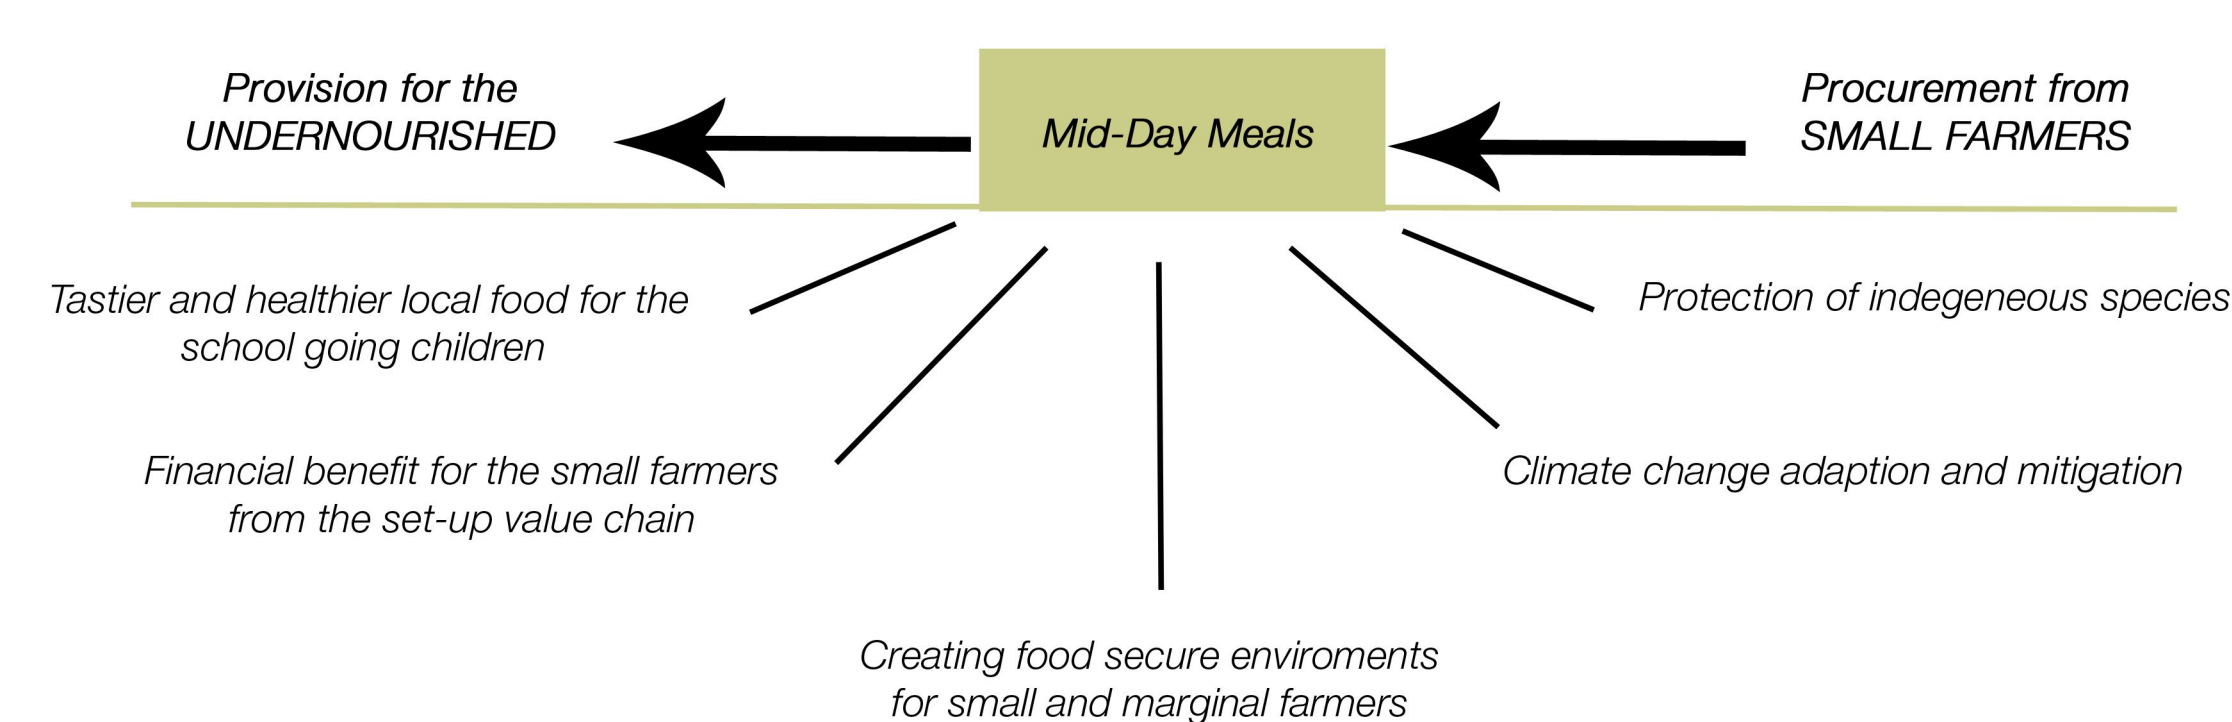 Provision for the
UNDERNOURISHED
Mid-Day Meals
Procurement from
SMALL FARMERS
Tastier and healthier local food for the
school going children
Protection of indegeneous species
Financial benefit for the small farmers
from the set-up value chain
Climate change adaption and mitigation
Creating food secure enviroments
for small and marginal farmers